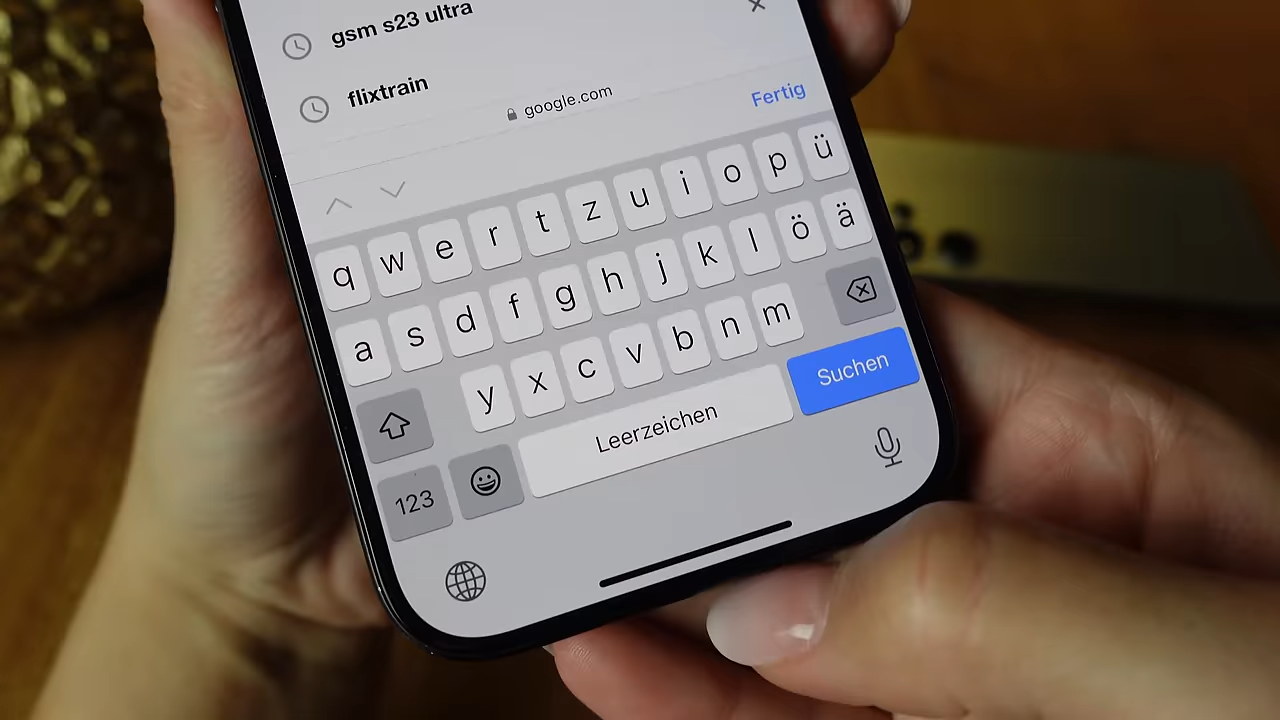 gsm s23 ultra
flixtrain
google.com
Fertig
q w e r t z u i o p ü
a s d f g h j k l ö ä
y x c v b n m
123 Leerzeichen Suchen